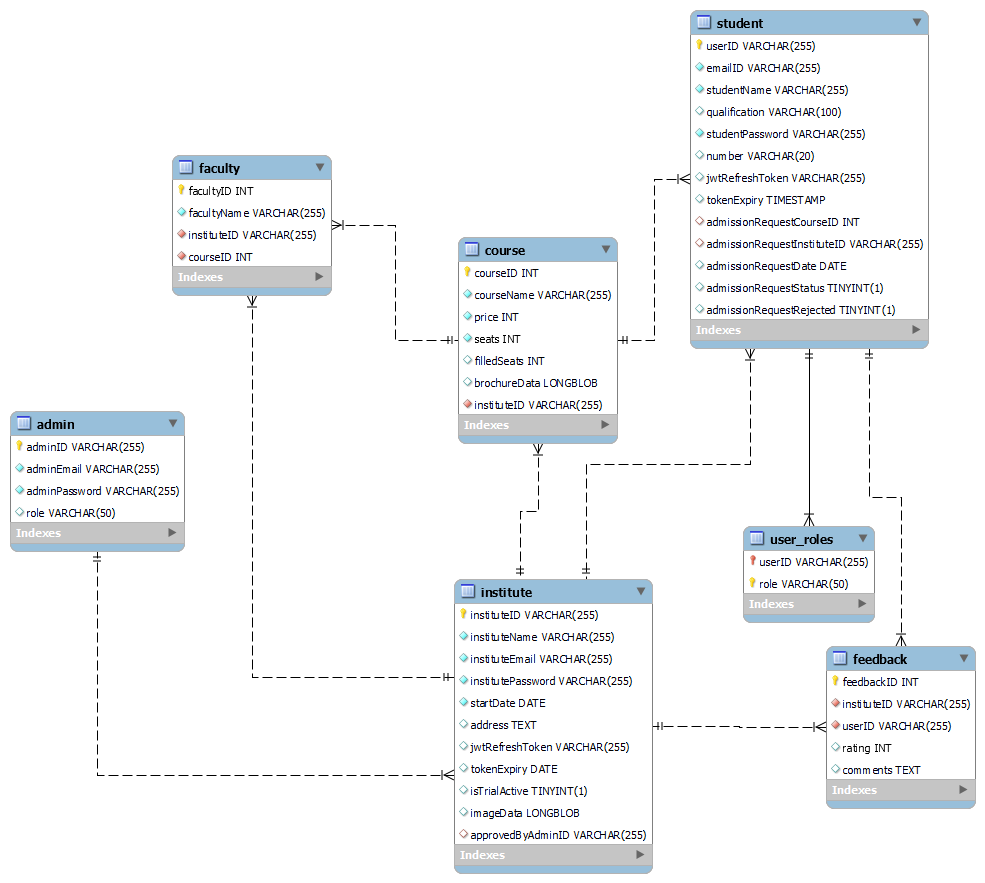 student
userID VARCHAR(255)
emailID VARCHAR(255)
studentName VARCHAR(255)
qualification VARCHAR(100)
studentPassword VARCHAR(255)
number VARCHAR(20)
jwtRefreshToken VARCHAR(255)
tokenExpiry TIMESTAMP
admissionRequestCourseID INT
admissionRequestInstituteID VARCHAR(255)
admissionRequestDate DATE
admissionRequestStatus TINYINT(1)
admissionRequestRejected TINYINT(1)
Indexes
faculty
facultyID INT
facultyName VARCHAR(255)
instituteID VARCHAR(255)
courseID INT
Indexes
course
courseID INT
courseName VARCHAR(255)
price INT
seats INT
filledSeats INT
brochureData LONGBLOB
instituteID VARCHAR(255)
Indexes
admin
adminID VARCHAR(255)
adminEmail VARCHAR(255)
adminPassword VARCHAR(255)
role VARCHAR(50)
Indexes
user_roles
userID VARCHAR(255)
role VARCHAR(50)
Indexes
institute
instituteID VARCHAR(255)
instituteName VARCHAR(255)
instituteEmail VARCHAR(255)
institutePassword VARCHAR(255)
startDate DATE
address TEXT
jwtRefreshToken VARCHAR(255)
tokenExpiry DATE
isTrialActive TINYINT(1)
imageData LONGBLOB
approvedByAdminID VARCHAR(255)
Indexes
feedback
feedbackID INT
instituteID VARCHAR(255)
userID VARCHAR(255)
rating INT
comments TEXT
Indexes